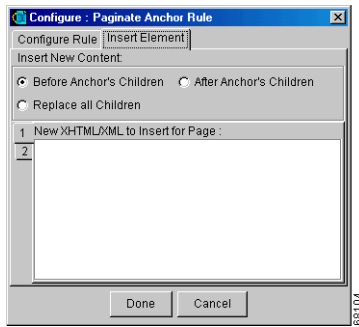 Configure : Paginate Anchor Rule
Configure Rule Insert Element
Insert New Content:
Before Anchor's Children After Anchor's Children
Replace all Children
1 New XHTML/XML to Insert for Page :
2
Done Cancel
68104